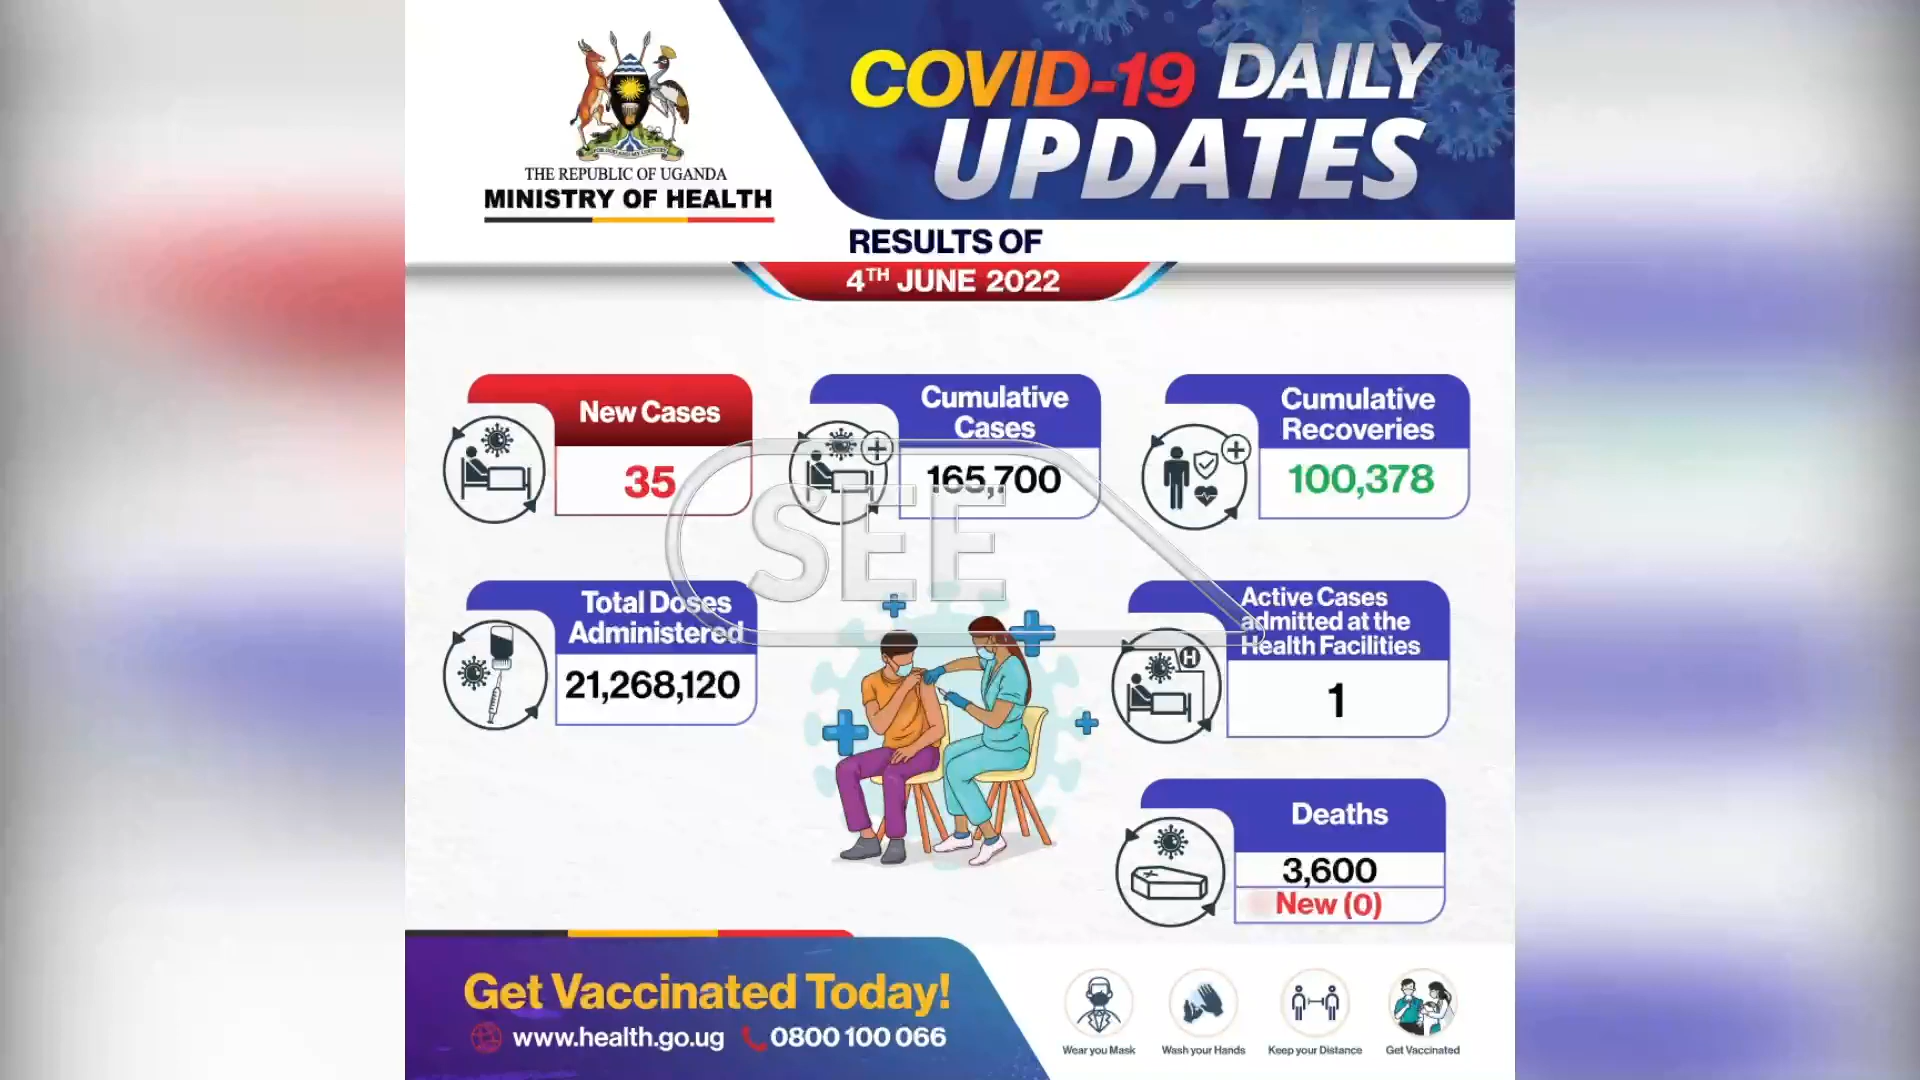 THE REPUBLIC OF UGANDA
MINISTRY OF HEALTH
COVID-19 DAILY
UPDATES
RESULTS OF
4TH JUNE 2022
New Cases
35
Cumulative
Cases
165,700
Cumulative
Recoveries
100,378
SEE
Total Doses
Administered
21,268,120
Active Cases
admitted at the
Health Facilities
H
1
Deaths
3,600
New (0)
Get Vaccinated Today!
www.health.go.ug 0800 100 066
Wear you Mask
Wash your Hands
Keep your Distance
Get Vaccinated